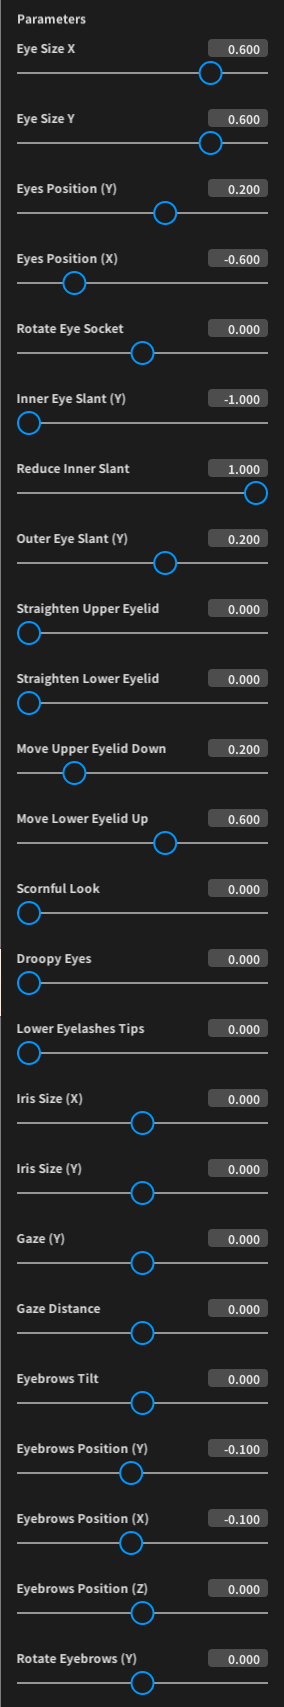 Parameters
Eye Size X 0.600
Eye Size Y 0.600
Eyes Position (Y) 0.200
Eyes Position (X) -0.600
Rotate Eye Socket 0.000
Inner Eye Slant (Y) -1.000
Reduce Inner Slant 1.000
Outer Eye Slant (Y) 0.200
Straighten Upper Eyelid 0.000
Straighten Lower Eyelid 0.000
Move Upper Eyelid Down 0.200
Move Lower Eyelid Up 0.600
Scornful Look 0.000
Droopy Eyes 0.000
Lower Eyelashes Tips 0.000
Iris Size (X) 0.000
Iris Size (Y) 0.000
Gaze (Y) 0.000
Gaze Distance 0.000
Eyebrows Tilt 0.000
Eyebrows Position (Y) -0.100
Eyebrows Position (X) -0.100
Eyebrows Position (Z) 0.000
Rotate Eyebrows (Y) 0.000